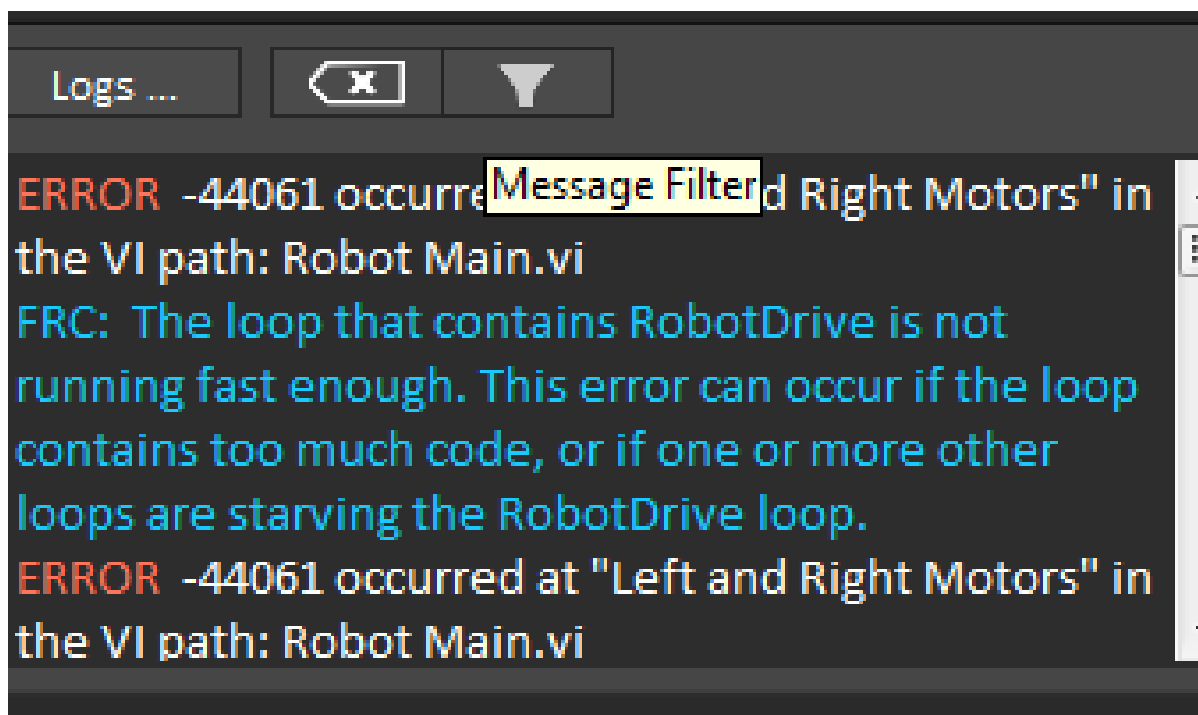 Logs ...
Message Filter
ERROR -44061 occurre d Right Motors" in
the VI path: Robot Main.vi
FRC:  The loop that contains RobotDrive is not
running fast enough. This error can occur if the loop
contains too much code, or if one or more other
loops are starving the RobotDrive loop.
ERROR -44061 occurred at "Left and Right Motors" in
the VI path: Robot Main.vi